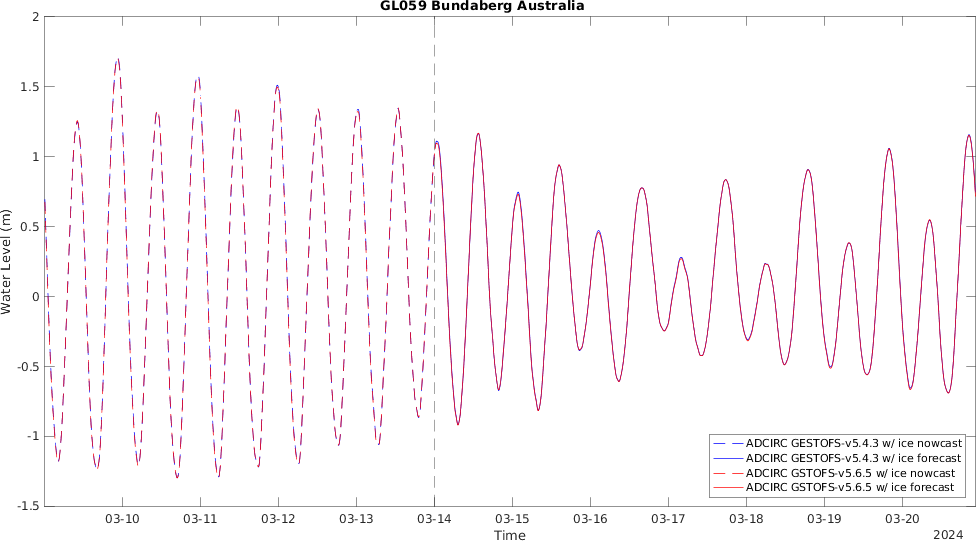 GL059 Bundaberg Australia
Water Level (m)
2
1.5
1
0.5
0
-0.5
-1
-1.5
ADCIRC GESTOFS-v5.4.3 w/ ice nowcast
ADCIRC GESTOFS-v5.4.3 w/ ice forecast
ADCIRC GSTOFS-v5.6.5 w/ ice nowcast
ADCIRC GSTOFS-v5.6.5 w/ ice forecast
03-10 03-11 03-12 03-13 03-14 03-15 03-16 03-17 03-18 03-19 03-20
Time
2024